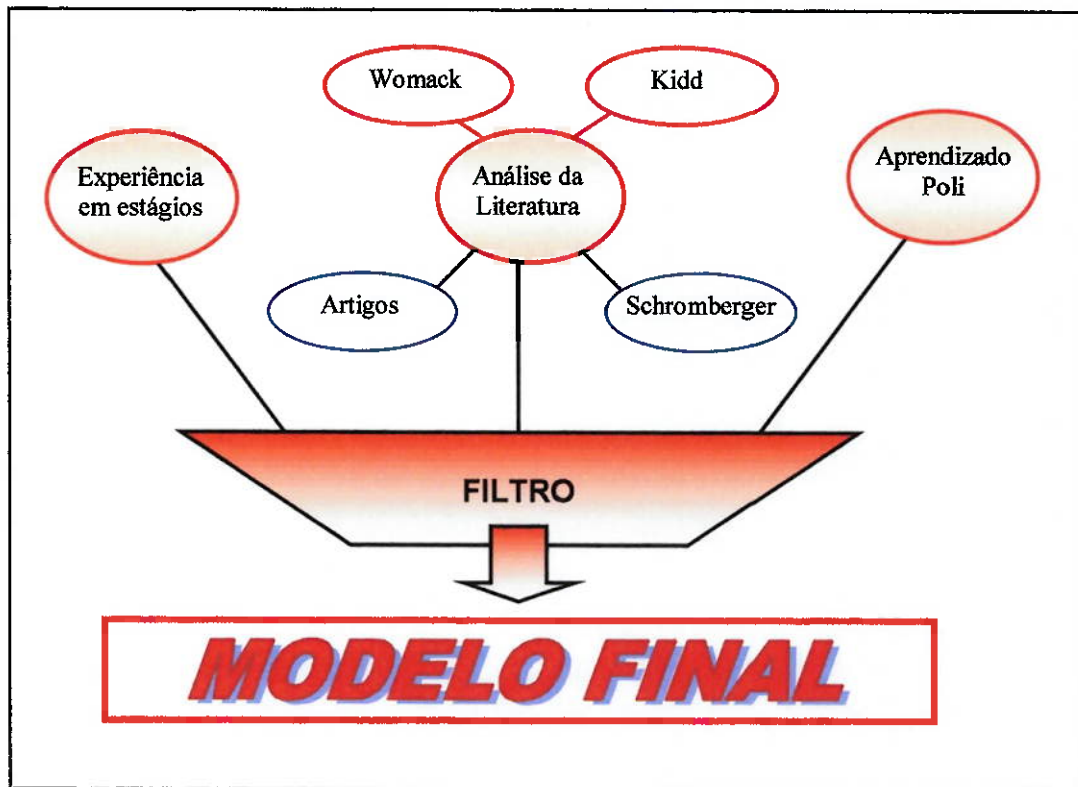 Womack
Kidd
Experiência
em estágios
Análise da
Literatura
Aprendizado
Poli
Artigos
Schromberger
FILTRO
MODELO FINAL